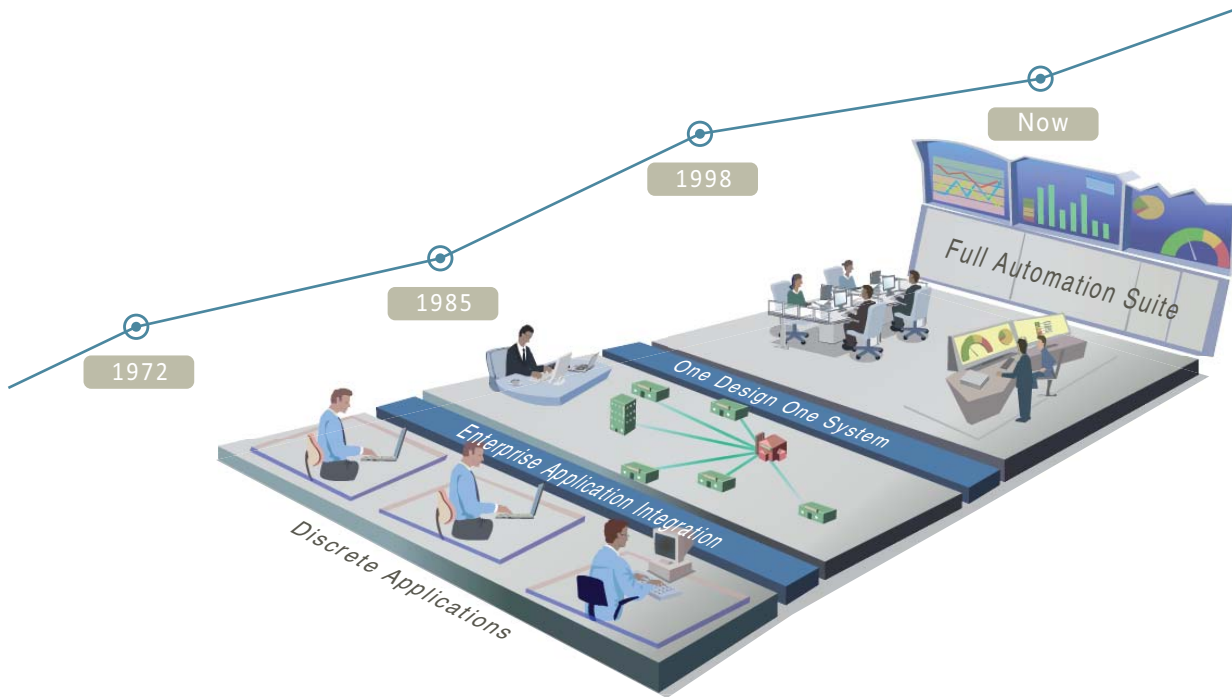 Now
1998
1985
1972
Full Automation Suite
One Design One System
Enterprise Application Integration
Discrete Applications